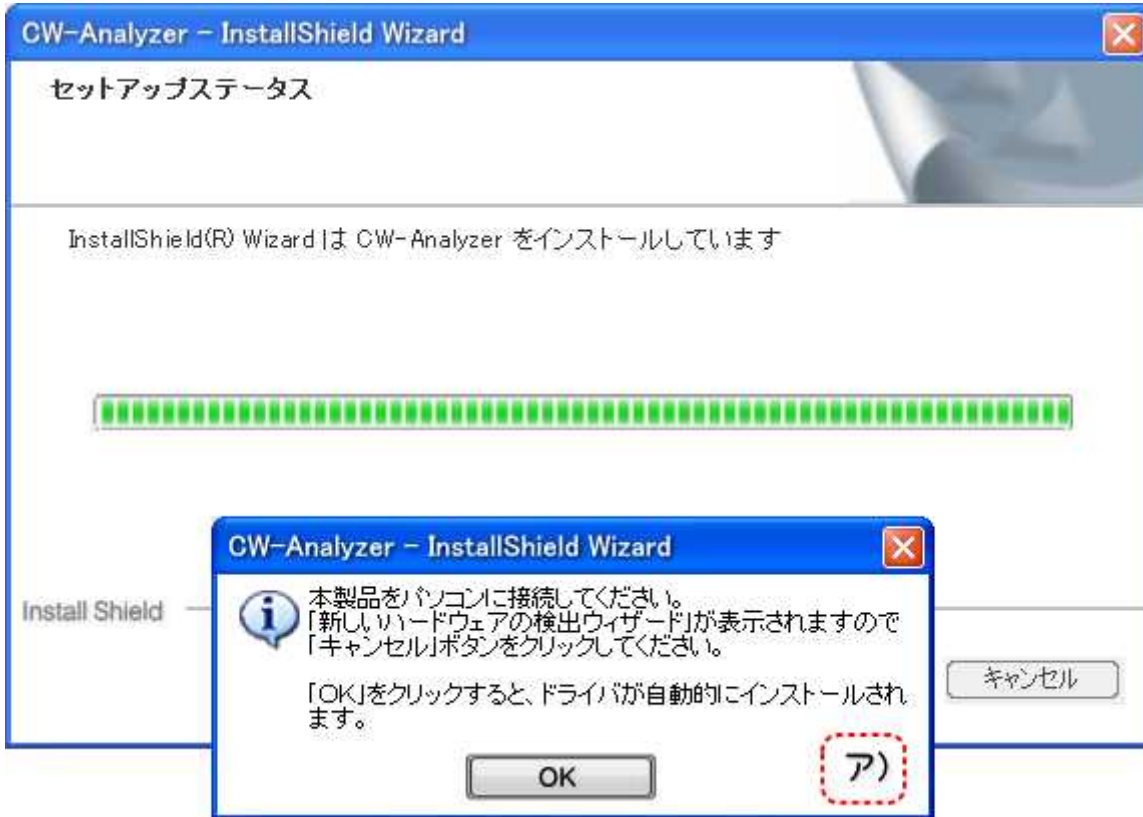 CW-Analyzer - InstallShield Wizard
セットアップステータス
InstallShield(R) Wizard は CW-Analyzer をインストールしています
CW-Analyzer - InstallShield Wizard
本製品をパソコンに接続してください。
「新しいハードウェアの検出ウィザード」が表示されますので
「キャンセル」ボタンをクリックしてください。
「OK」をクリックすると、ドライバが自動的にインストールされ
ます。
OK
ア)
Install Shield
キャンセル